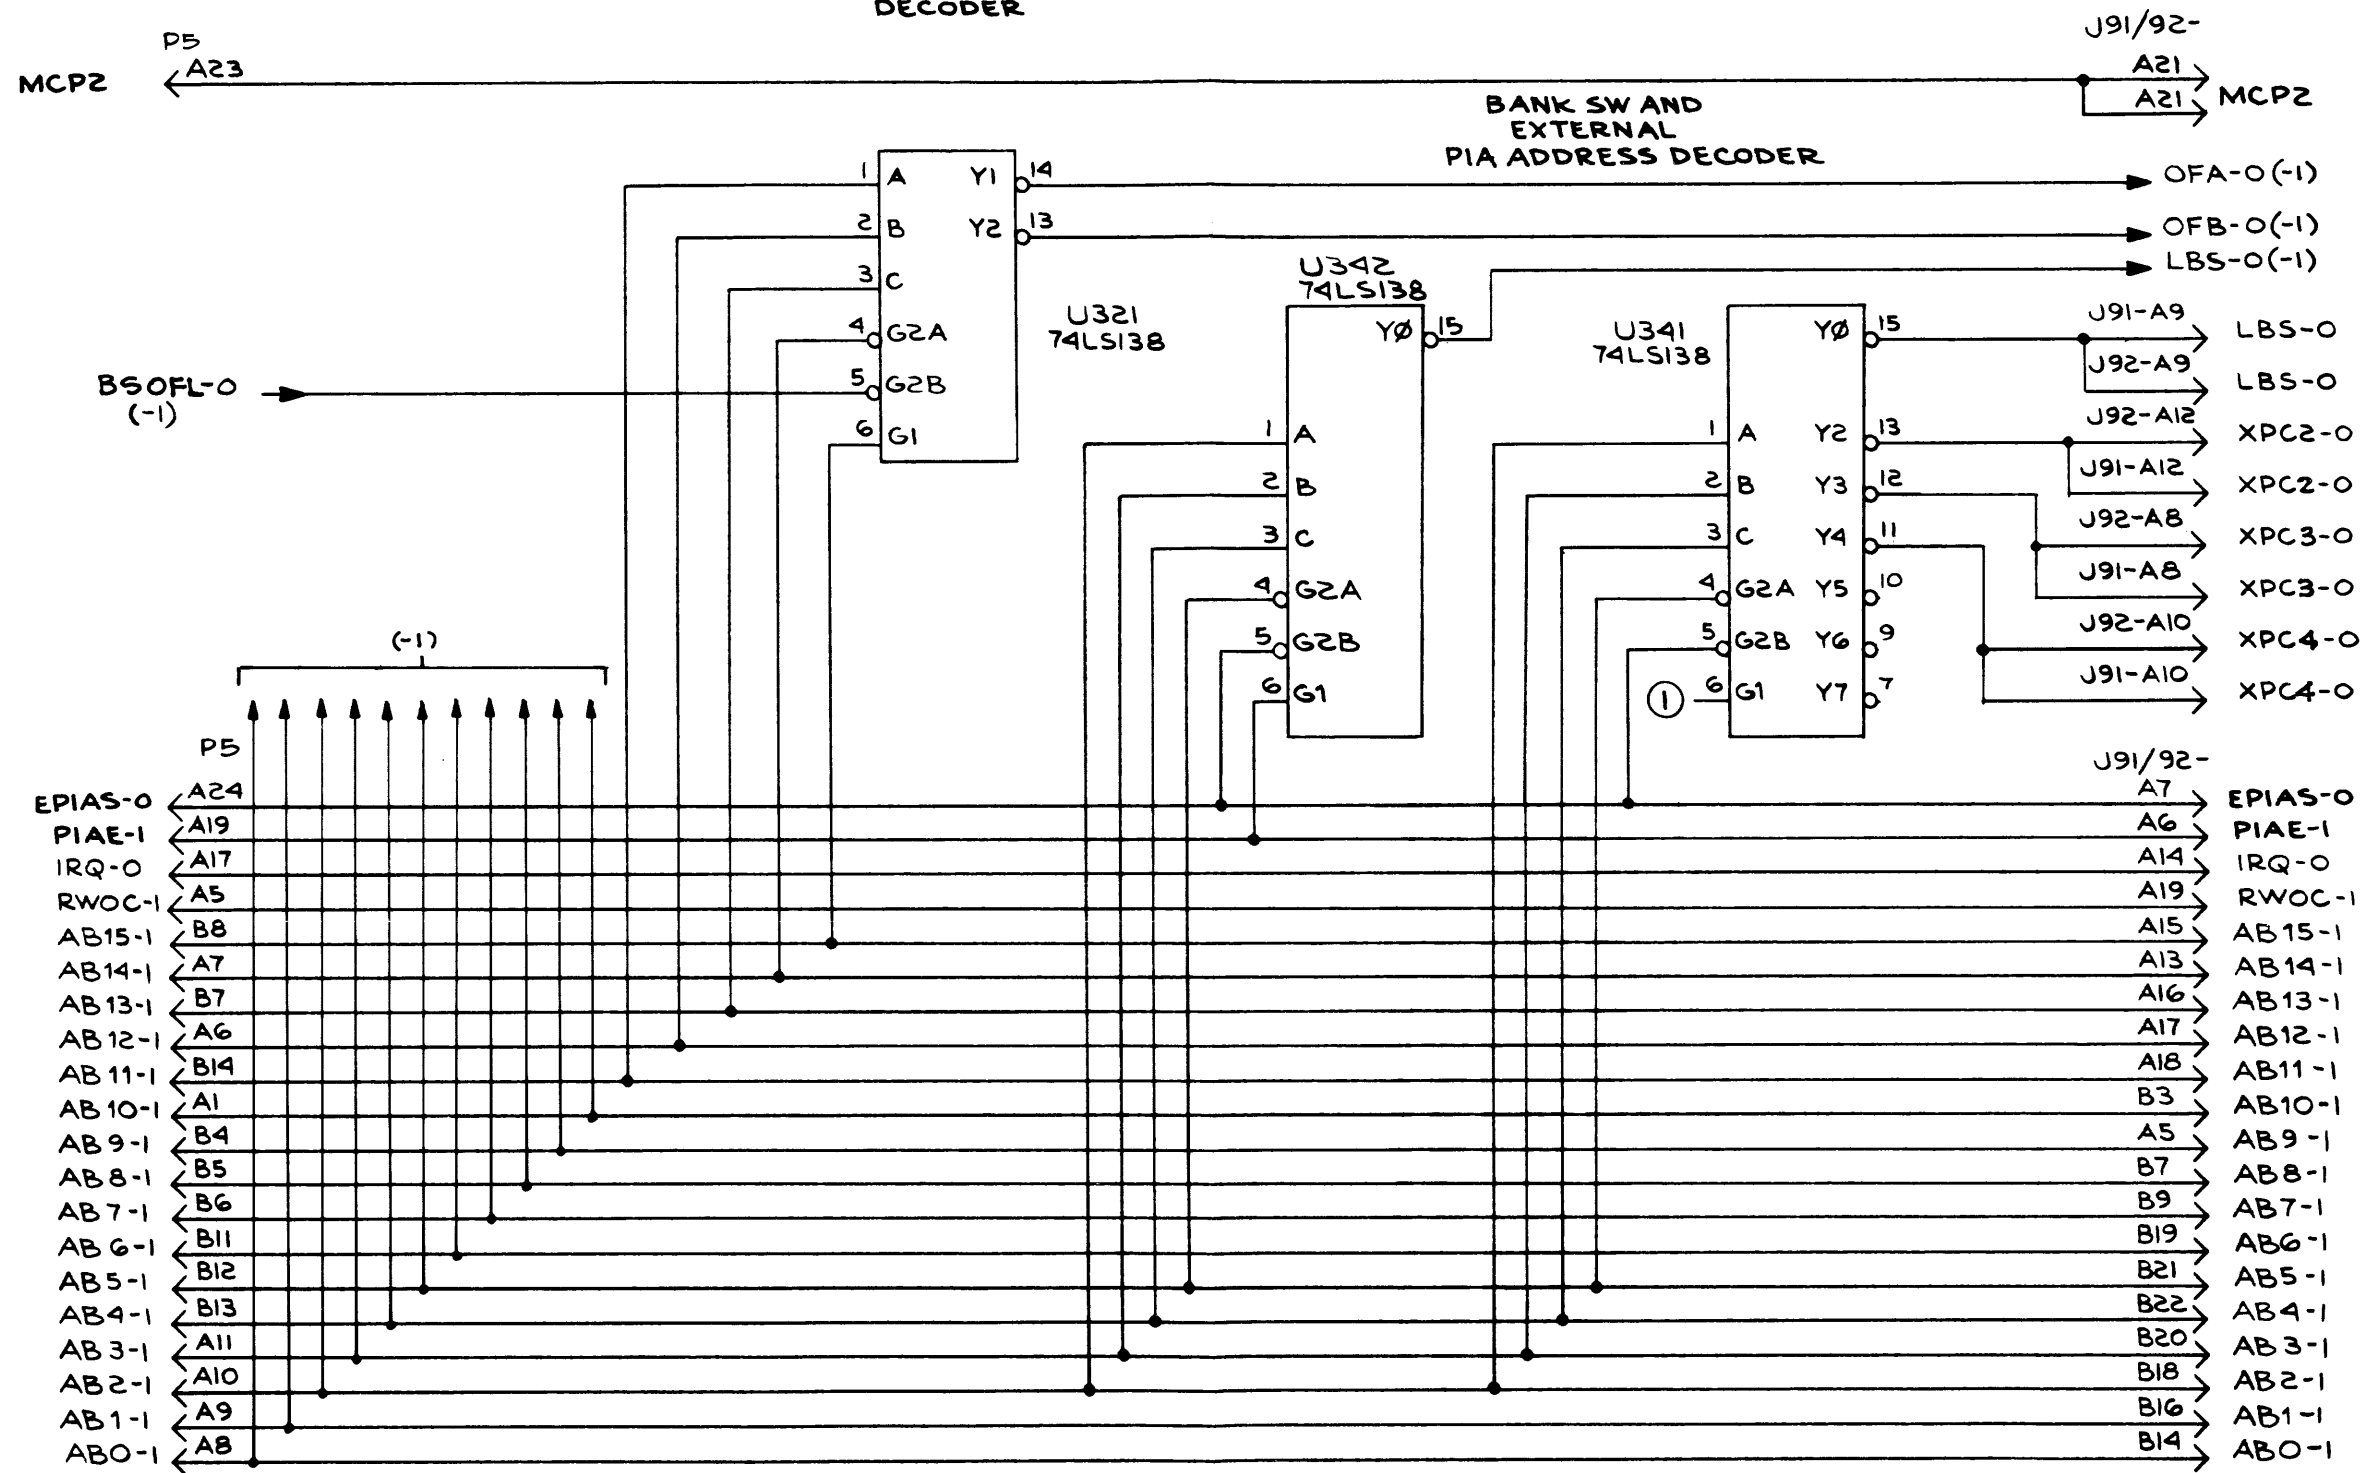 DECODER
P5
J91/92-
MCP2
A23
A21
A21
MCP2
BANK SW AND
EXTERNAL
PIA ADDRESS DECODER
1 A Y1 14
OFA-0(-1)
2 B Y2 13
OFB-0(-1)
3 C
4 G2A
5 G2B
6 G1
U321
74LS138
BSOFL-0
(-1)
U342
74LS138
LBS-0(-1)
YØ 15
1 A
2 B
3 C
4 G2A
5 G2B
6 G1
U341
74LS138
YØ 15
1 A Y2 13
2 B Y3 12
3 C Y4 11
4 G2A Y5 10
5 G2B Y6 9
1 6 G1 Y7 7
J91-A9 LBS-0
J92-A9 LBS-0
J92-A12 XPC2-0
J91-A12 XPC2-0
J92-A8 XPC3-0
J91-A8 XPC3-0
J92-A10 XPC4-0
J91-A10 XPC4-0
(-1)
P5
J91/92-
EPIAS-0 A24 A7 EPIAS-0
PIAE-1 A19 A6 PIAE-1
IRQ-0 A17 A14 IRQ-0
RWOC-1 A5 A19 RWOC-1
AB15-1 B8 A15 AB15-1
AB14-1 A7 A13 AB14-1
AB13-1 B7 A16 AB13-1
AB12-1 A6 A17 AB12-1
AB11-1 B14 A18 AB11-1
AB10-1 A1 B3 AB10-1
AB9-1 B4 A5 AB9-1
AB8-1 B5 B7 AB8-1
AB7-1 B6 B9 AB7-1
AB6-1 B11 B19 AB6-1
AB5-1 B12 B21 AB5-1
AB4-1 B13 B22 AB4-1
AB3-1 A11 B20 AB3-1
AB2-1 A10 B18 AB2-1
AB1-1 A9 B16 AB1-1
AB0-1 A8 B14 AB0-1